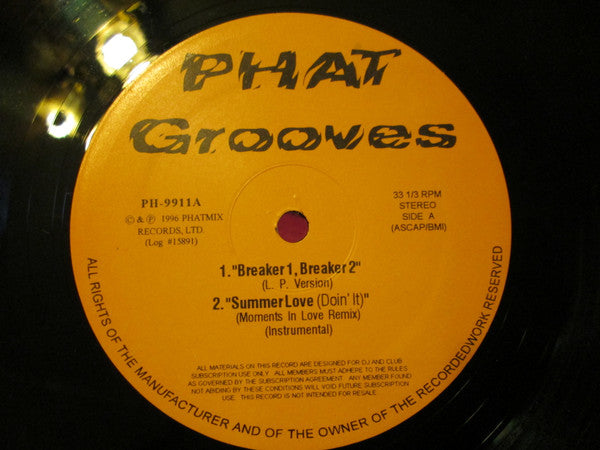 PHAT
Grooves
PH-9911A
© & ℗ 1996 PHATMIX
RECORDS, LTD.
(Log #15891)
33 1/3 RPM
STEREO
SIDE A
(ASCAP/BMI)
1. "Breaker 1, Breaker 2"
(L. P. Version)
2. "Summer Love (Doin' It)"
(Moments In Love Remix)
(Instrumental)
ALL MATERIALS ON THIS RECORD ARE DESIGNED FOR DJ AND CLUB
SUBSCRIPTION USE ONLY. ALL MEMBERS MUST ADHERE TO THE RULES
AS GOVERNED BY THE SUBSCRIPTION AGREEMENT. ANY MEMBER FOUND
NOT ABIDING BY THESE CONDITIONS WILL VOID FUTURE SUBSCRIPTION
USE. THIS RECORD IS NOT INTENDED FOR RESALE.
ALL RIGHTS OF THE MANUFACTURER AND OF THE OWNER OF THE RECORDEDWORK RESERVED